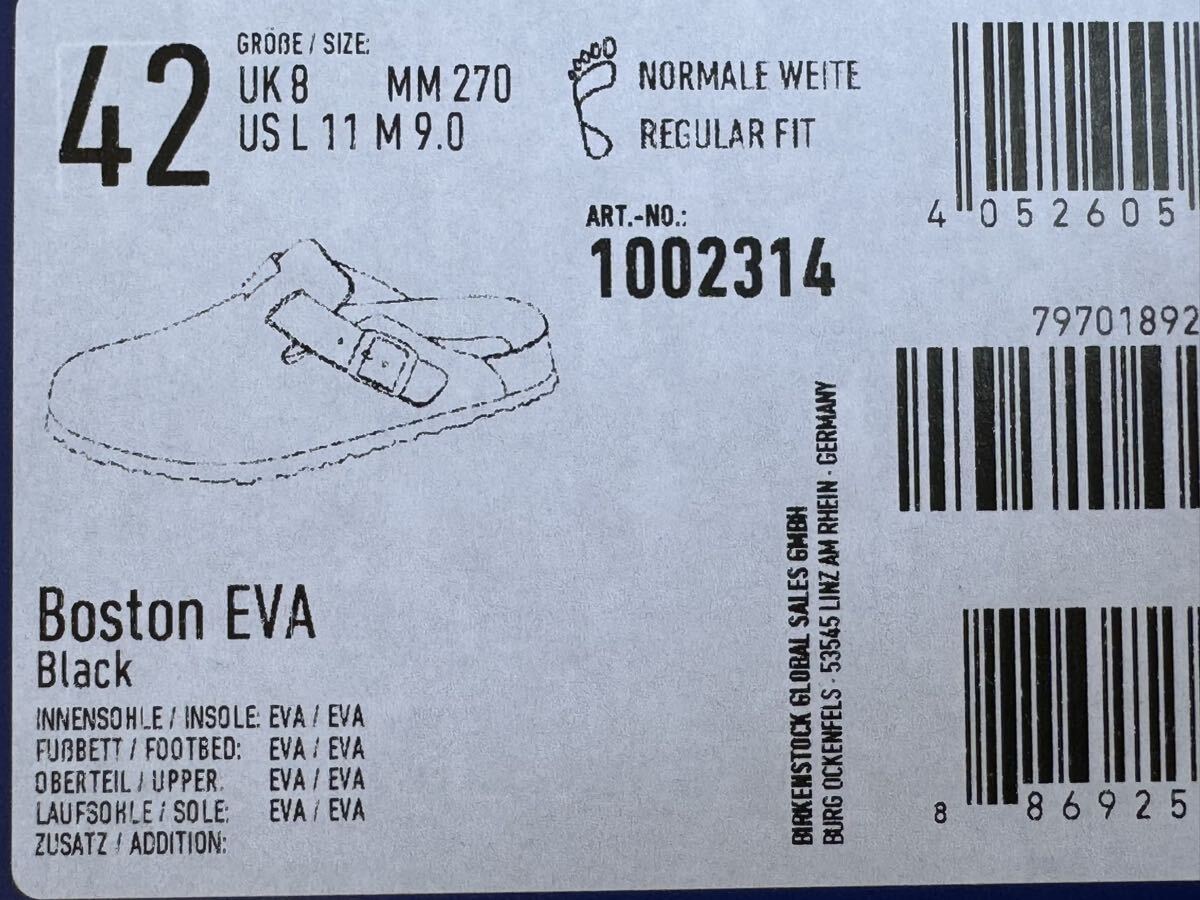 42
GRÖßE / SIZE:
UK 8 MM 270
US L 11 M 9.0
NORMALE WEITE
REGULAR FIT
ART.-NO.:
1002314
4 052605
79701892
Boston EVA
Black
INNENSOHLE / INSOLE: EVA / EVA
FUßBETT / FOOTBED: EVA / EVA
OBERTEIL / UPPER: EVA / EVA
LAUFSOHLE / SOLE: EVA / EVA
ZUSATZ / ADDITION:
BIRKENSTOCK GLOBAL SALES GMBH
BURG OCKENFELS · 53545 LINZ AM RHEIN · GERMANY
8 86925